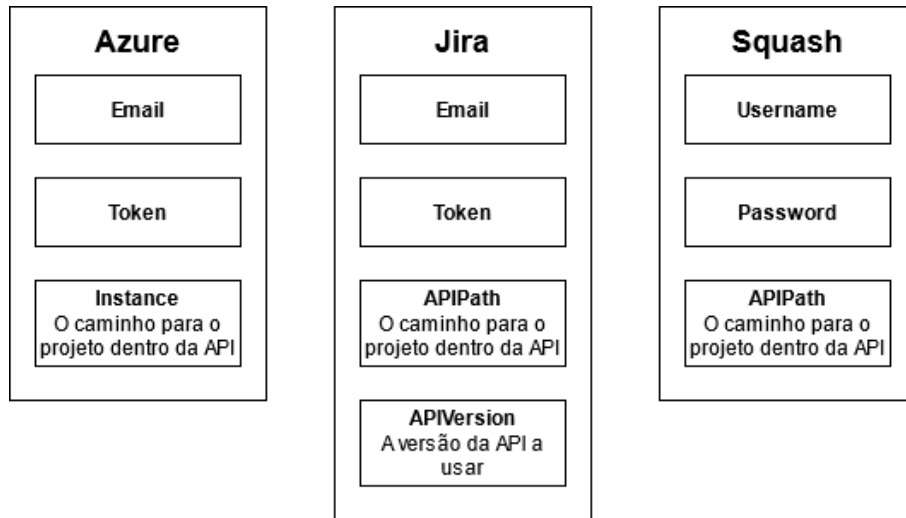 Azure
Email
Token
Instance
O caminho para o
projeto dentro da API
Jira
Email
Token
APIPath
O caminho para o
projeto dentro da API
APIVersion
A versão da API a
usar
Squash
Username
Password
APIPath
O caminho para o
projeto dentro da API